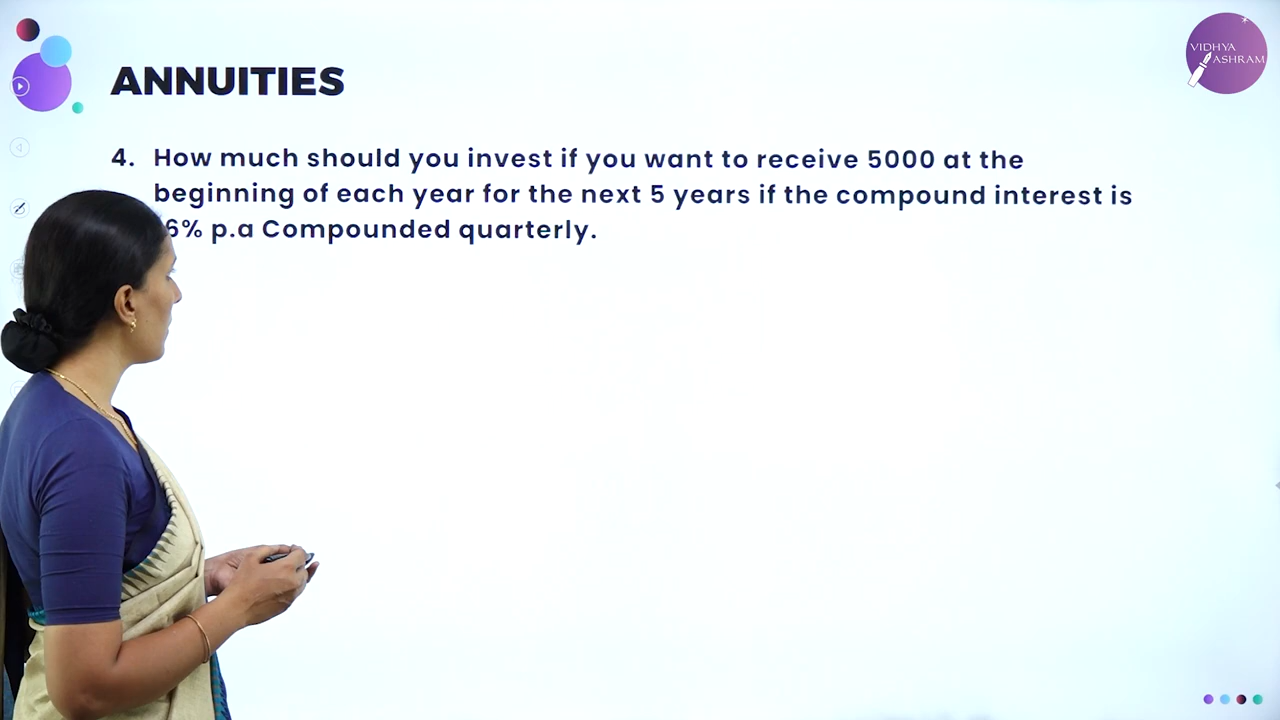 VIDHYA
ASHRAM
ANNUITIES
4. How much should you invest if you want to receive 5000 at the
beginning of each year for the next 5 years if the compound interest is
6% p.a Compounded quarterly.